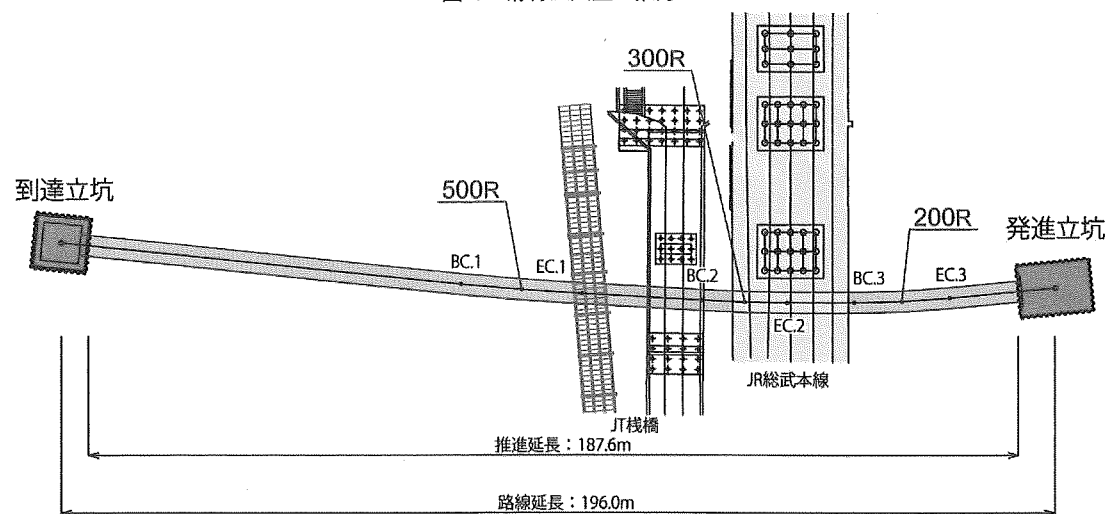 300R
到達立坑
500R
200R
発進立坑
BC.1
EC.1
BC.2
BC.3
EC.3
EC.2
JR総武本線
JT桟橋
推進延長：187.6m
路線延長：196.0m